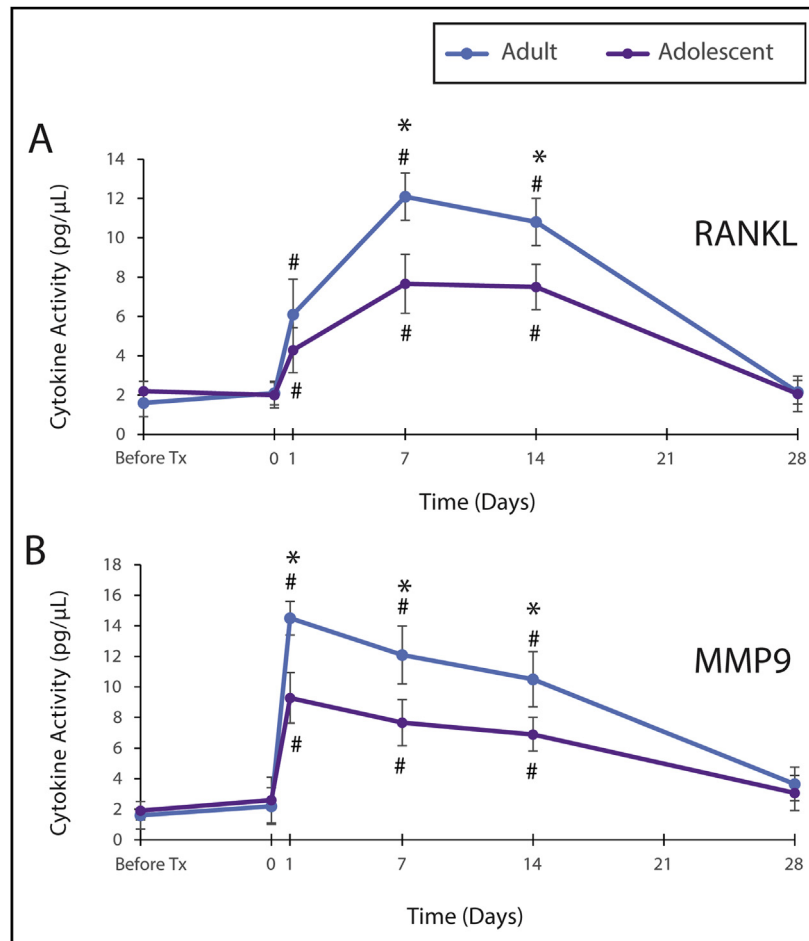 Adult Adolescent
A
* *
# # #
14
12
10
8
6
4
2
0
Cytokine Activity (pg/µL)
RANKL
# # #
Before Tx 0 1 7 14 21 28
Time (Days)
B
* * *
# # #
18
16
14
12
10
8
6
4
2
0
Cytokine Activity (pg/µL)
MMP9
# # #
Before Tx 0 1 7 14 21 28
Time (Days)